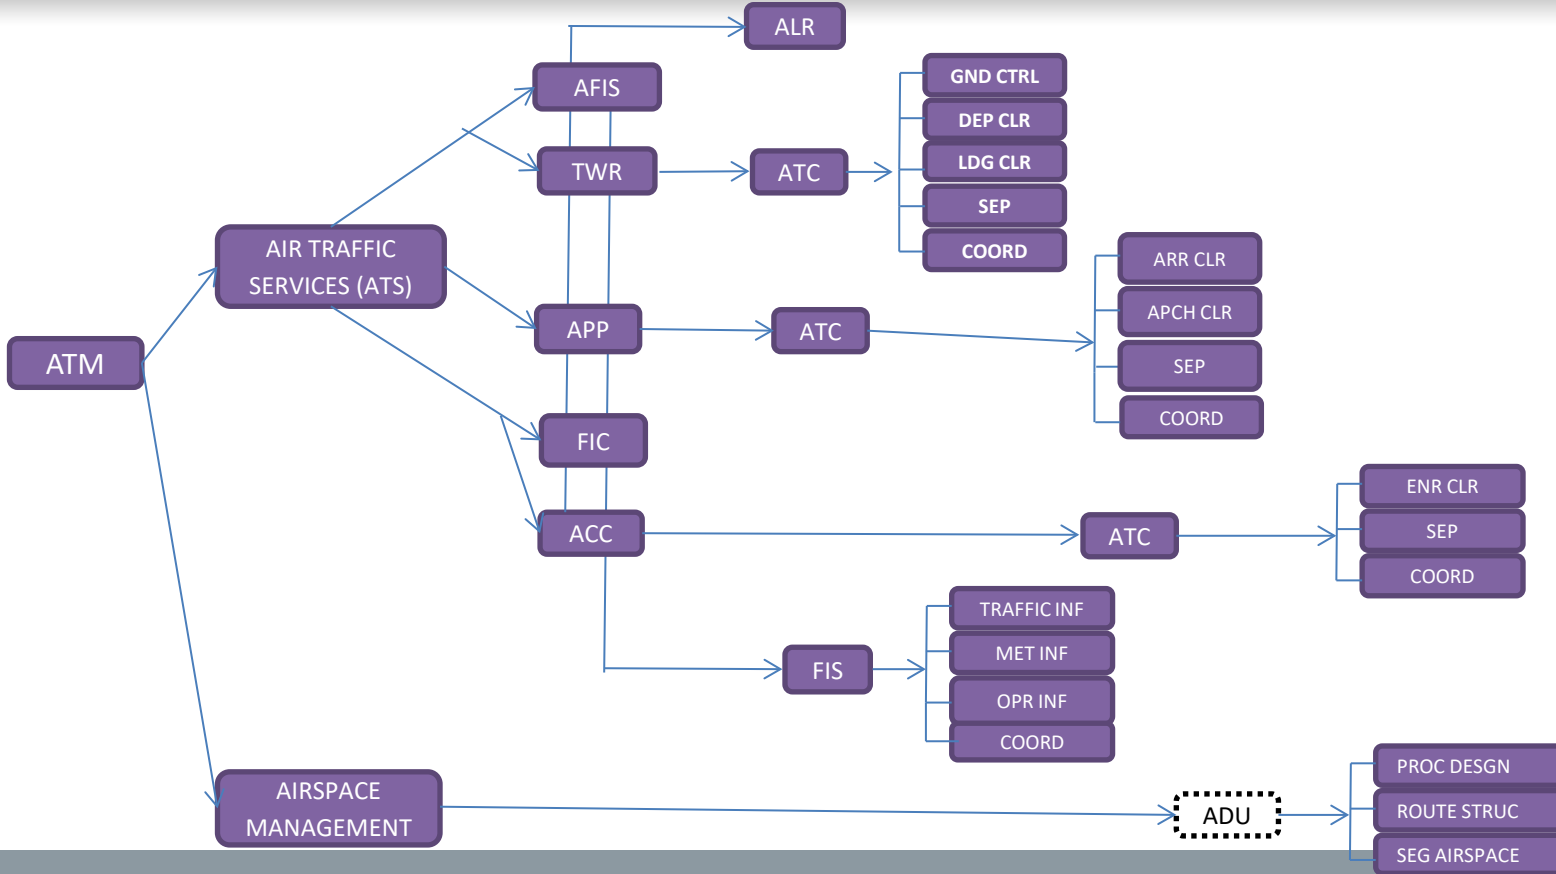 ALR
AFIS
GND CTRL
DEP CLR
TWR
ATC
LDG CLR
SEP
COORD
AIR TRAFFIC
SERVICES (ATS)
ARR CLR
APCH CLR
APP
ATC
SEP
COORD
ATM
FIC
ENR CLR
ACC
ATC
SEP
COORD
TRAFFIC INF
MET INF
FIS
OPR INF
COORD
AIRSPACE
MANAGEMENT
ADU
PROC DESGN
ROUTE STRUC
SEG AIRSPACE